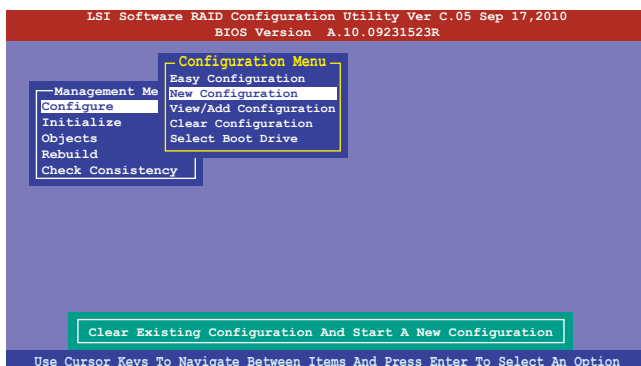 LSI Software RAID Configuration Utility Ver C.05 Sep 17,2010
BIOS Version A.10.09231523R
Configuration Menu
Easy Configuration
New Configuration
View/Add Configuration
Clear Configuration
Select Boot Drive
Management Me
Configure
Initialize
Objects
Rebuild
Check Consistency
Clear Existing Configuration And Start A New Configuration
Use Cursor Keys To Navigate Between Items And Press Enter To Select An Option